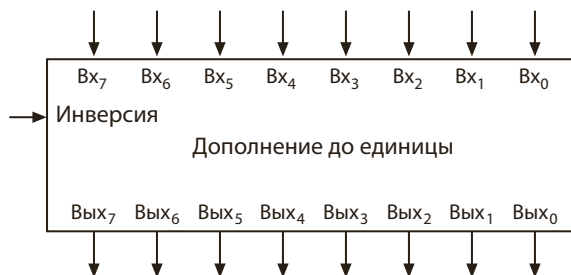 Вх₇ Вх₆ Вх₅ Вх₄ Вх₃ Вх₂ Вх₁ Вх₀
Инверсия
Дополнение до единицы
Вых₇ Вых₆ Вых₅ Вых₄ Вых₃ Вых₂ Вых₁ Вых₀